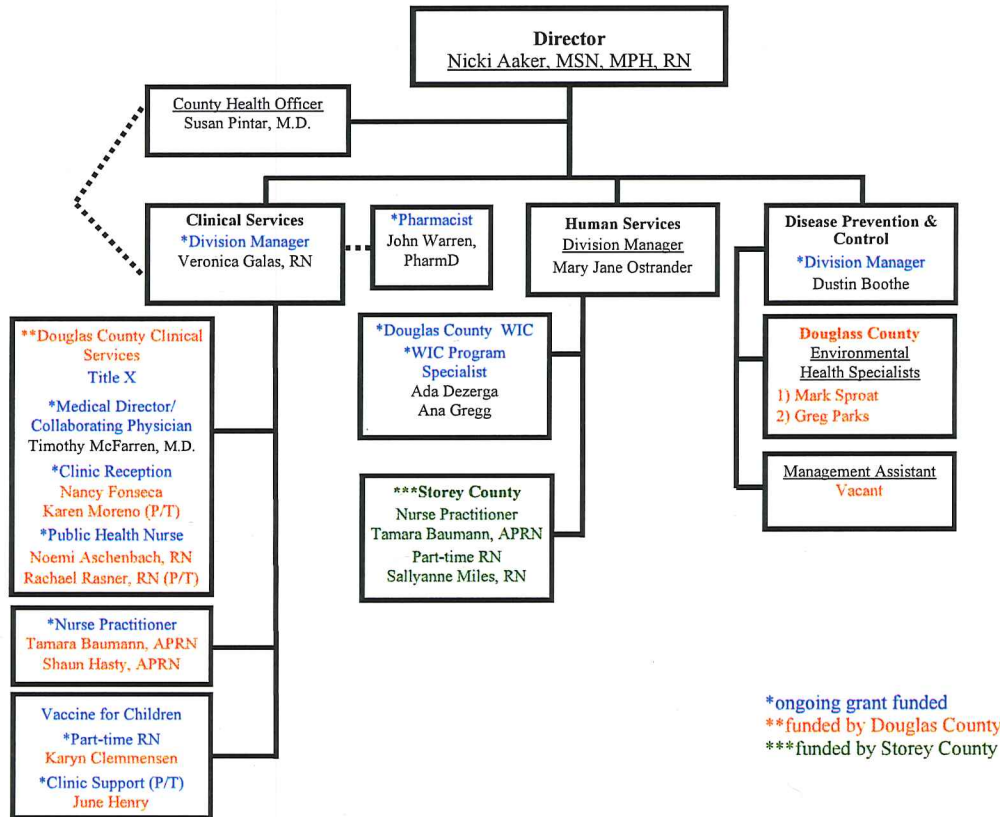 Director
Nicki Aaker, MSN, MPH, RN
County Health Officer
Susan Pintar, M.D.
Clinical Services
*Division Manager
Veronica Galas, RN
*Pharmacist
John Warren,
PharmD
Human Services
Division Manager
Mary Jane Ostrander
Disease Prevention &
Control
*Division Manager
Dustin Boothe
**Douglas County Clinical
Services
Title X
*Medical Director/
Collaborating Physician
Timothy McFarren, M.D.
*Clinic Reception
Nancy Fonseca
Karen Moreno (P/T)
*Public Health Nurse
Noemi Aschenbach, RN
Rachael Rasner, RN (P/T)
*Nurse Practitioner
Tamara Baumann, APRN
Shaun Hasty, APRN
Vaccine for Children
*Part-time RN
Karyn Clemmensen
*Clinic Support (P/T)
June Henry
*Douglas County WIC
*WIC Program
Specialist
Ada Dezerga
Ana Gregg
***Storey County
Nurse Practitioner
Tamara Baumann, APRN
Part-time RN
Sallyanne Miles, RN
Douglass County
Environmental
Health Specialists
1) Mark Sproat
2) Greg Parks
Management Assistant
Vacant
*ongoing grant funded
**funded by Douglas County
***funded by Storey County